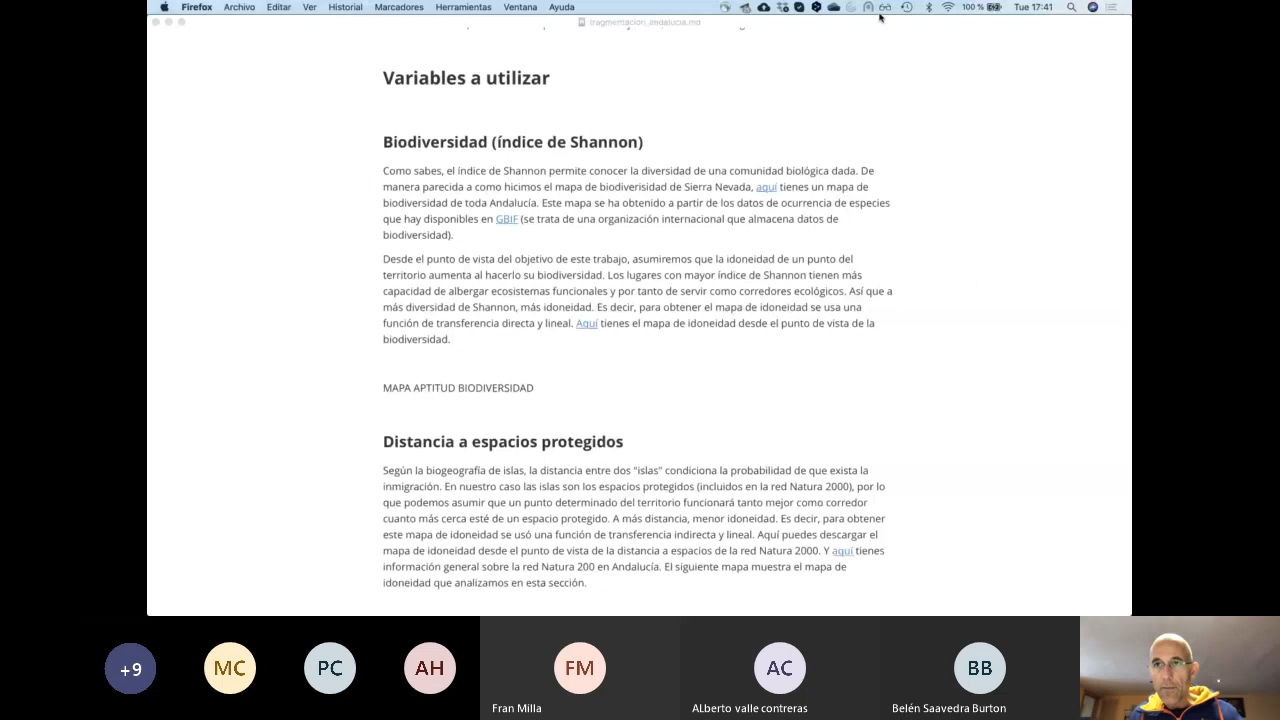 Firefox Archivo Editar Ver Historial Marcadores Herramientas Ventana Ayuda 100 % Tue 17:41
fragmentacion_andalucia.md
Variables a utilizar
Biodiversidad (índice de Shannon)
Como sabes, el índice de Shannon permite conocer la diversidad de una comunidad biológica dada. De
manera parecida a como hicimos el mapa de biodiverisidad de Sierra Nevada, aquí tienes un mapa de
biodiversidad de toda Andalucía. Este mapa se ha obtenido a partir de los datos de ocurrencia de especies
que hay disponibles en GBIF (se trata de una organización internacional que almacena datos de
biodiversidad).
Desde el punto de vista del objetivo de este trabajo, asumiremos que la idoneidad de un punto del
territorio aumenta al hacerlo su biodiversidad. Los lugares con mayor índice de Shannon tienen más
capacidad de albergar ecosistemas funcionales y por tanto de servir como corredores ecológicos. Así que a
más diversidad de Shannon, más idoneidad. Es decir, para obtener el mapa de idoneidad se usa una
función de transferencia directa y lineal. Aquí tienes el mapa de idoneidad desde el punto de vista de la
biodiversidad.
MAPA APTITUD BIODIVERSIDAD
Distancia a espacios protegidos
Según la biogeografía de islas, la distancia entre dos "islas" condiciona la probabilidad de que exista la
inmigración. En nuestro caso las islas son los espacios protegidos (incluidos en la red Natura 2000), por lo
que podemos asumir que un punto determinado del territorio funcionará tanto mejor como corredor
cuanto más cerca esté de un espacio protegido. A más distancia, menor idoneidad. Es decir, para obtener
este mapa de idoneidad se usó una función de transferencia indirecta y lineal. Aquí puedes descargar el
mapa de idoneidad desde el punto de vista de la distancia a espacios de la red Natura 2000. Y aquí tienes
información general sobre la red Natura 200 en Andalucía. El siguiente mapa muestra el mapa de
idoneidad que analizamos en esta sección.
+9 MC PC AH FM AC BB
Fran Milla ALberto valle contreras Belén Saavedra Burton